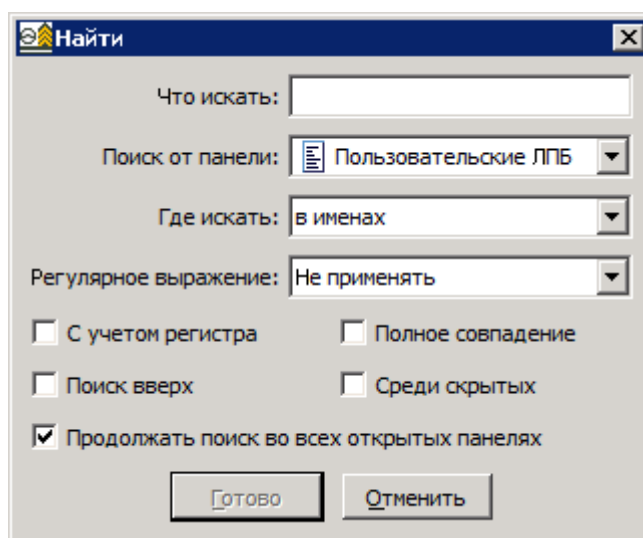 Найти
Что искать:
Поиск от панели: Пользовательские ЛПБ
Где искать: в именах
Регулярное выражение: Не применять
С учетом регистра Полное совпадение
Поиск вверх Среди скрытых
Продолжать поиск во всех открытых панелях
Готово Отменить